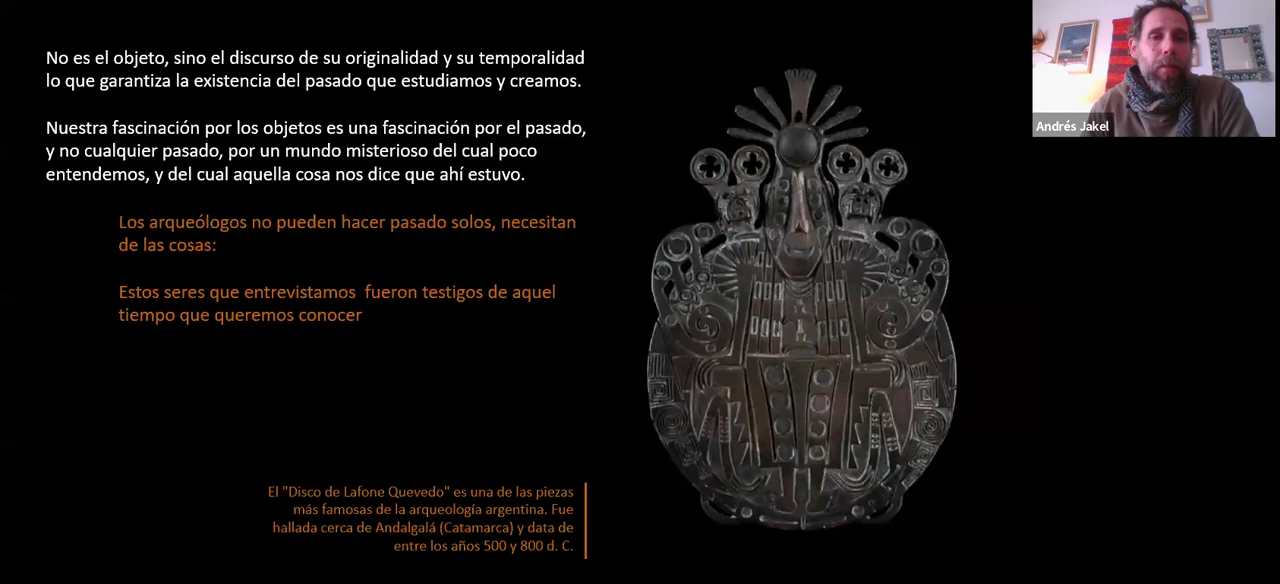 No es el objeto, sino el discurso de su originalidad y su temporalidad
lo que garantiza la existencia del pasado que estudiamos y creamos.
Nuestra fascinación por los objetos es una fascinación por el pasado,
y no cualquier pasado, por un mundo misterioso del cual poco
entendemos, y del cual aquella cosa nos dice que ahí estuvo.
Los arqueólogos no pueden hacer pasado solos, necesitan
de las cosas:
Estos seres que entrevistamos fueron testigos de aquel
tiempo que queremos conocer
El "Disco de Lafone Quevedo" es una de las piezas
más famosas de la arqueología argentina. Fue
hallada cerca de Andalgalá (Catamarca) y data de
entre los años 500 y 800 d. C.
Andrés Jakel